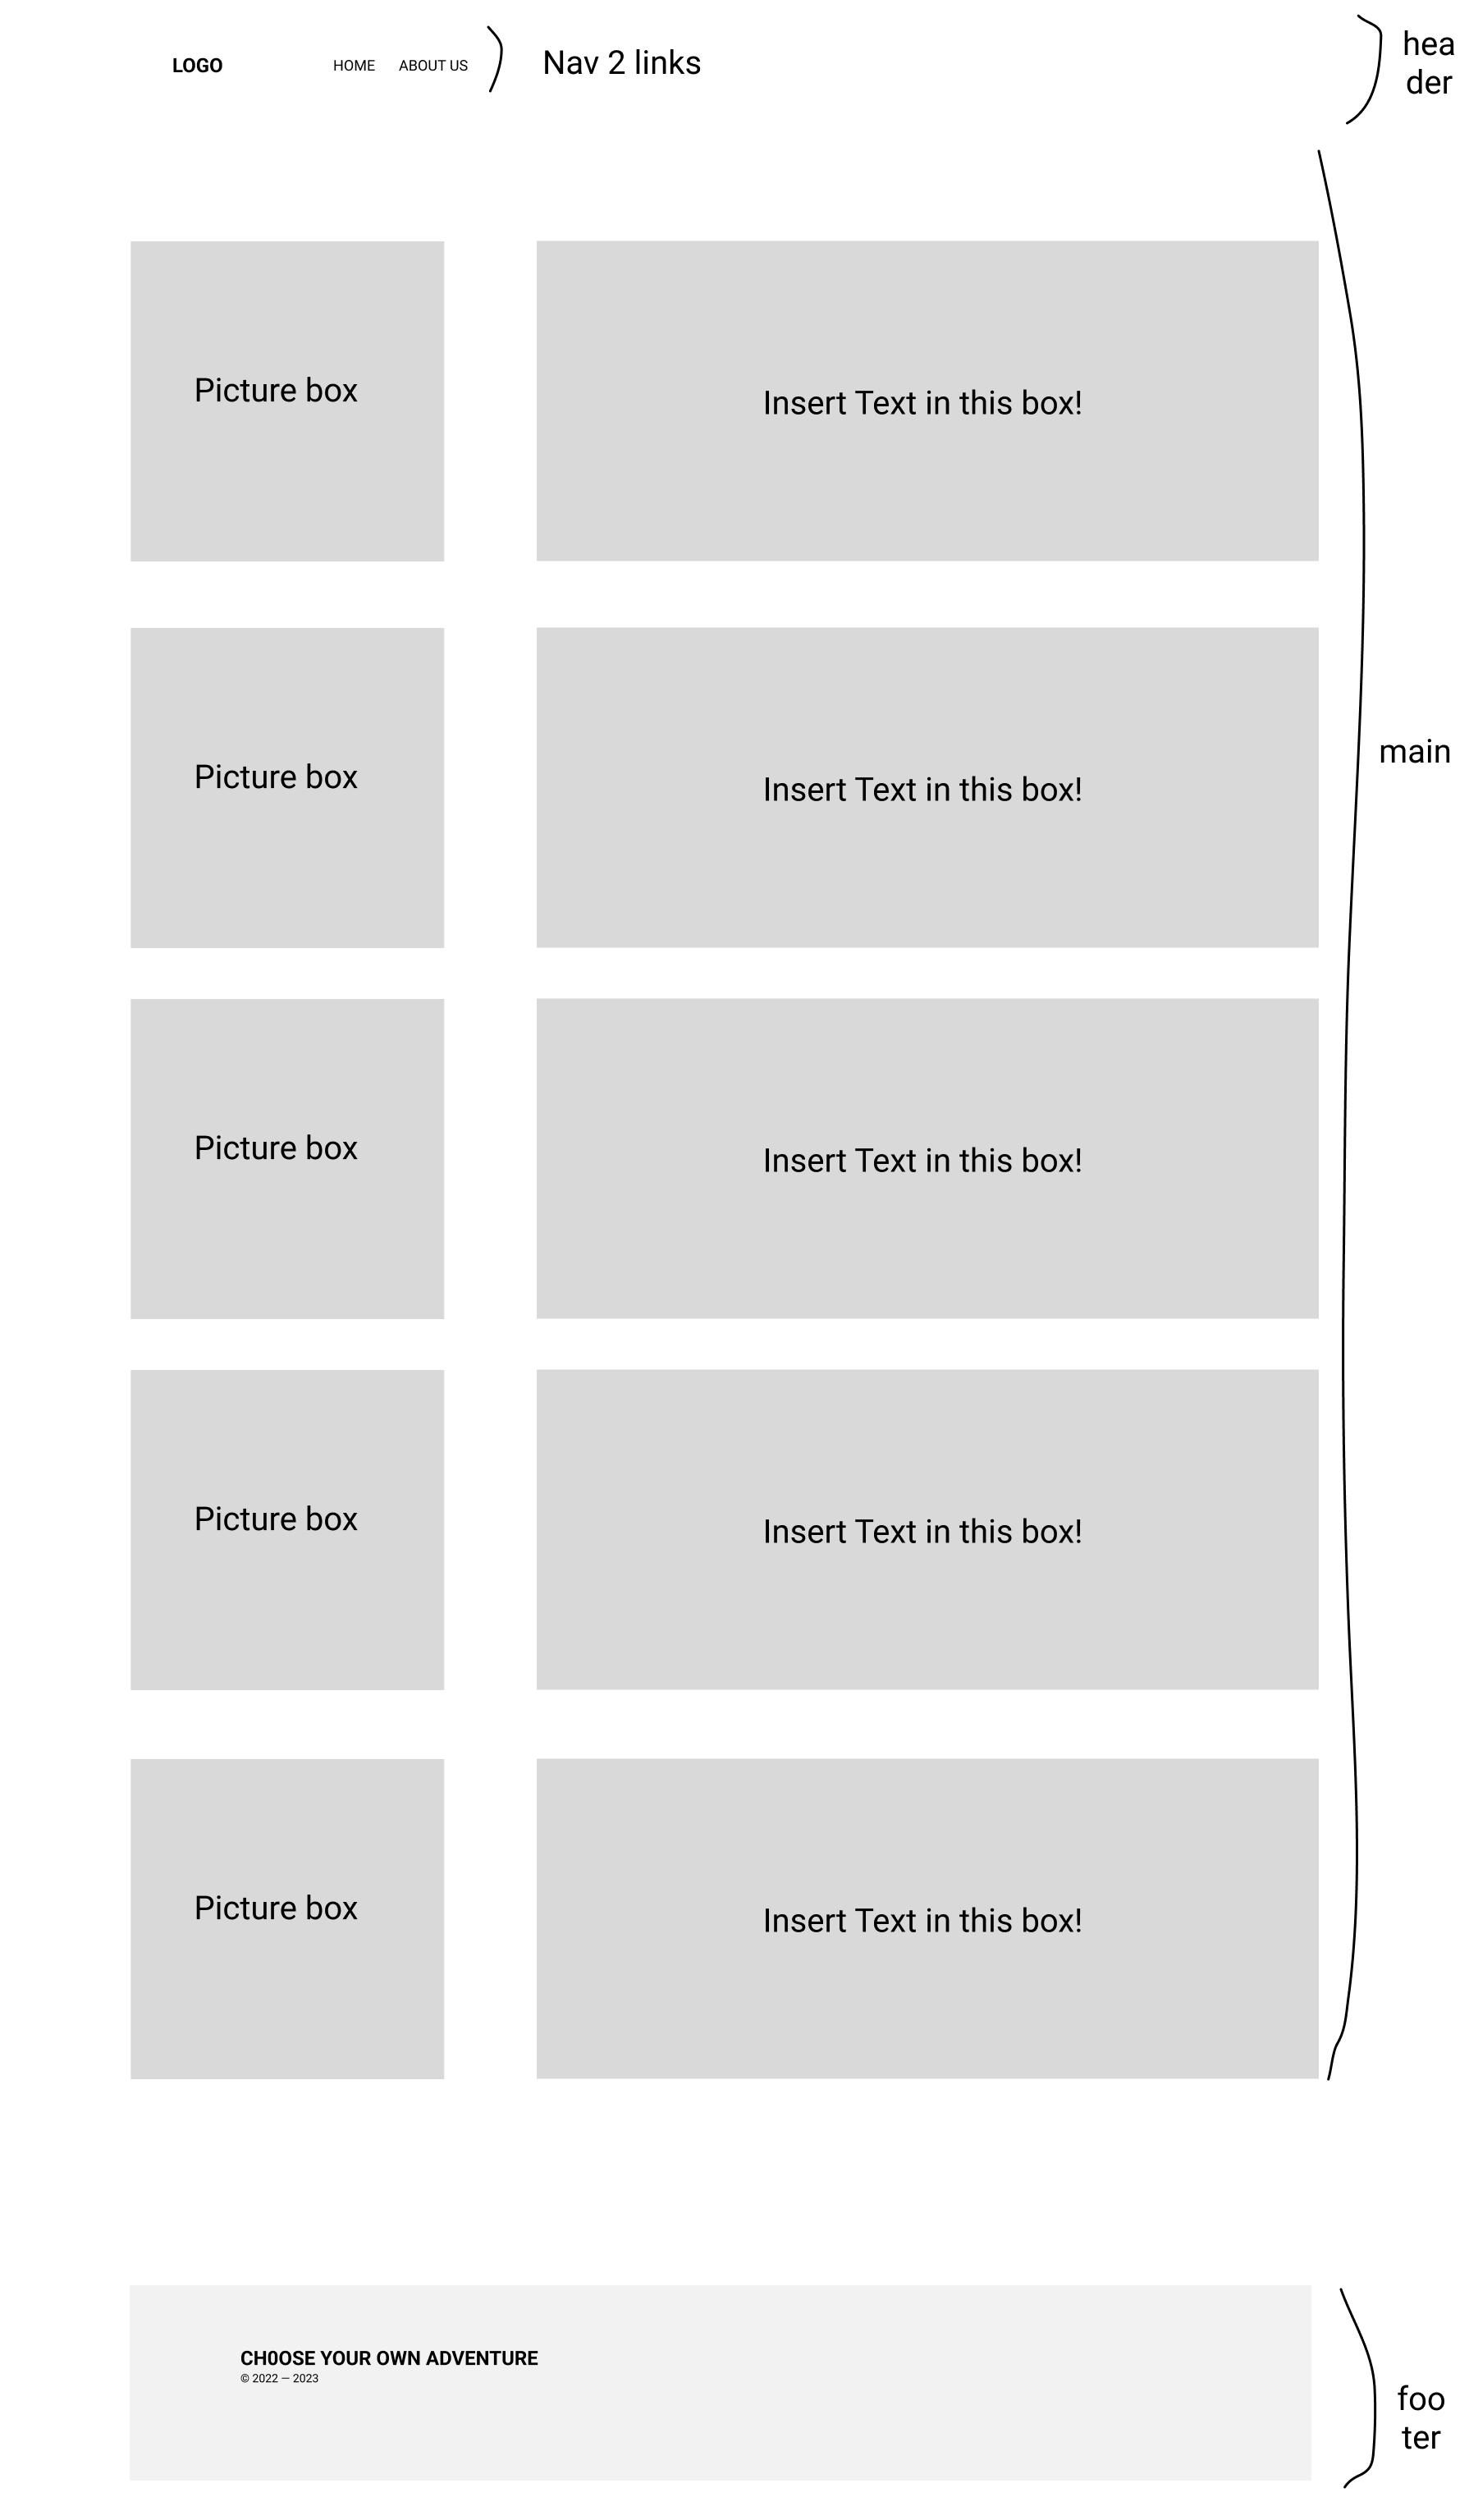 LOGO
HOME
ABOUT US
Nav 2 links
hea
der
Picture box
Insert Text in this box!
Picture box
Insert Text in this box!
main
Picture box
Insert Text in this box!
Picture box
Insert Text in this box!
Picture box
Insert Text in this box!
CHOOSE YOUR OWN ADVENTURE
© 2022 — 2023
foo
ter